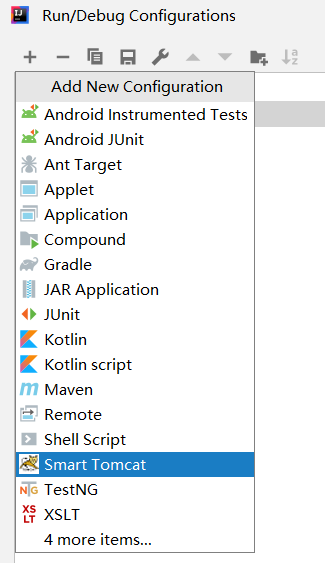 Run/Debug Configurations
Add New Configuration
Android Instrumented Tests
Android JUnit
Ant Target
Applet
Application
Compound
Gradle
JAR Application
JUnit
Kotlin
Kotlin script
Maven
Remote
Shell Script
Smart Tomcat
TestNG
XSLT
4 more items...